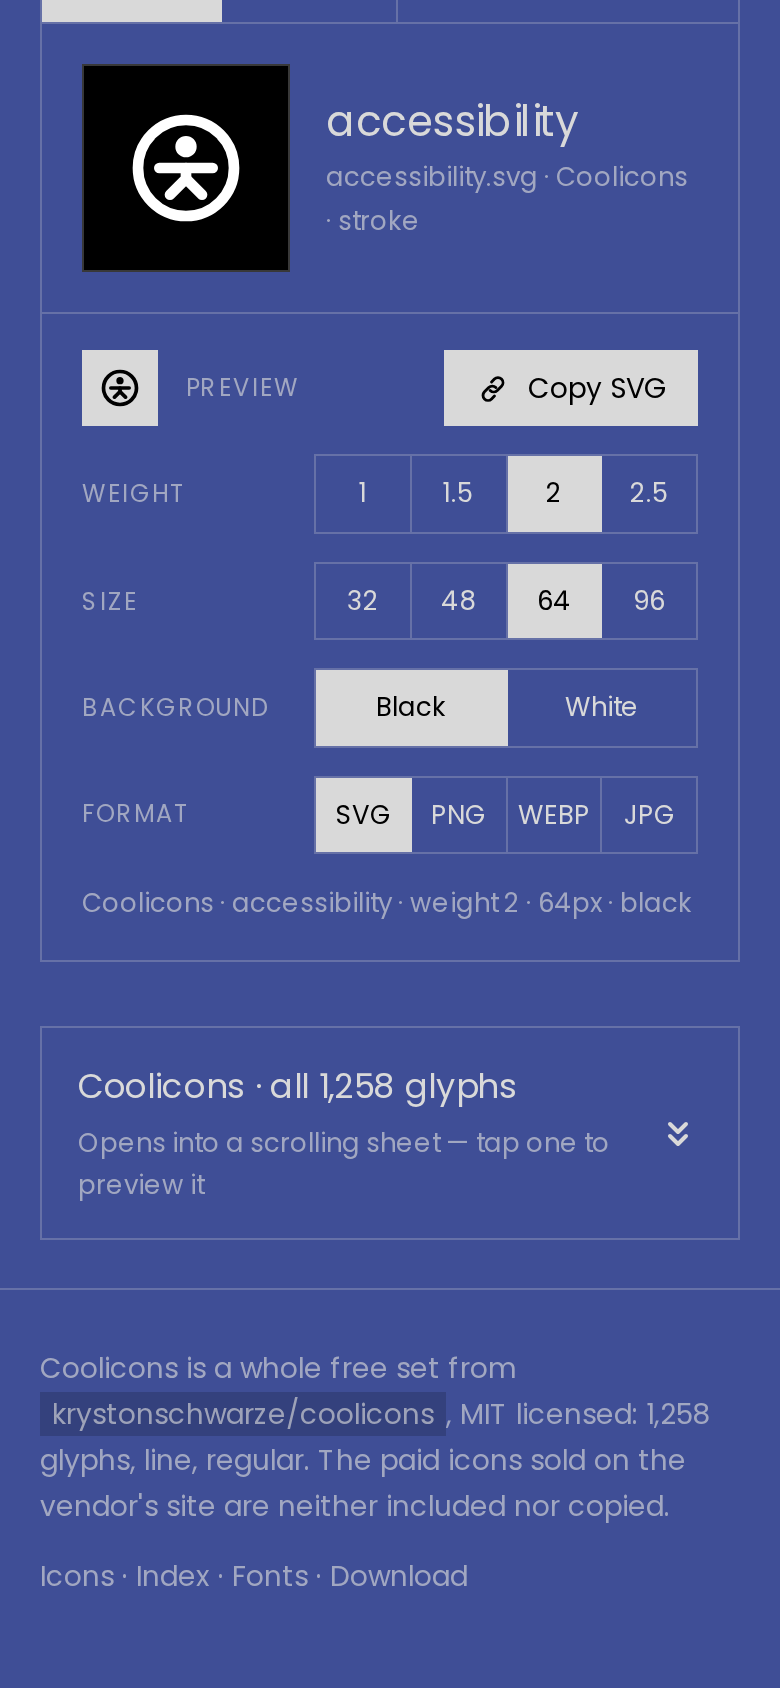 accessibility
accessibility.svg · Coolicons
· stroke
PREVIEW
Copy SVG
WEIGHT
1
1.5
2
2.5
SIZE
32
48
64
96
BACKGROUND
Black
White
FORMAT
SVG
PNG
WEBP
JPG
Coolicons · accessibility · weight 2 · 64px · black
Coolicons · all 1,258 glyphs
Opens into a scrolling sheet — tap one to
preview it
Coolicons is a whole free set from
krystonschwarze/coolicons, MIT licensed: 1,258
glyphs, line, regular. The paid icons sold on the
vendor's site are neither included nor copied.
Icons · Index · Fonts · Download